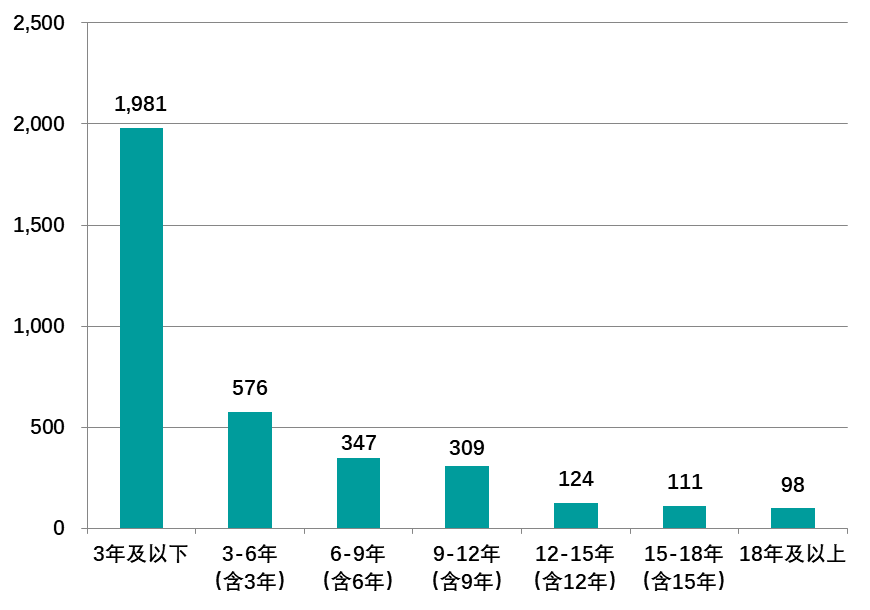 2,500
2,000
1,500
1,000
500
0
1,981
576
347
309
124
111
98
3年及以下
3-6年
(含3年)
6-9年
(含6年)
9-12年
(含9年)
12-15年
(含12年)
15-18年
(含15年)
18年及以上